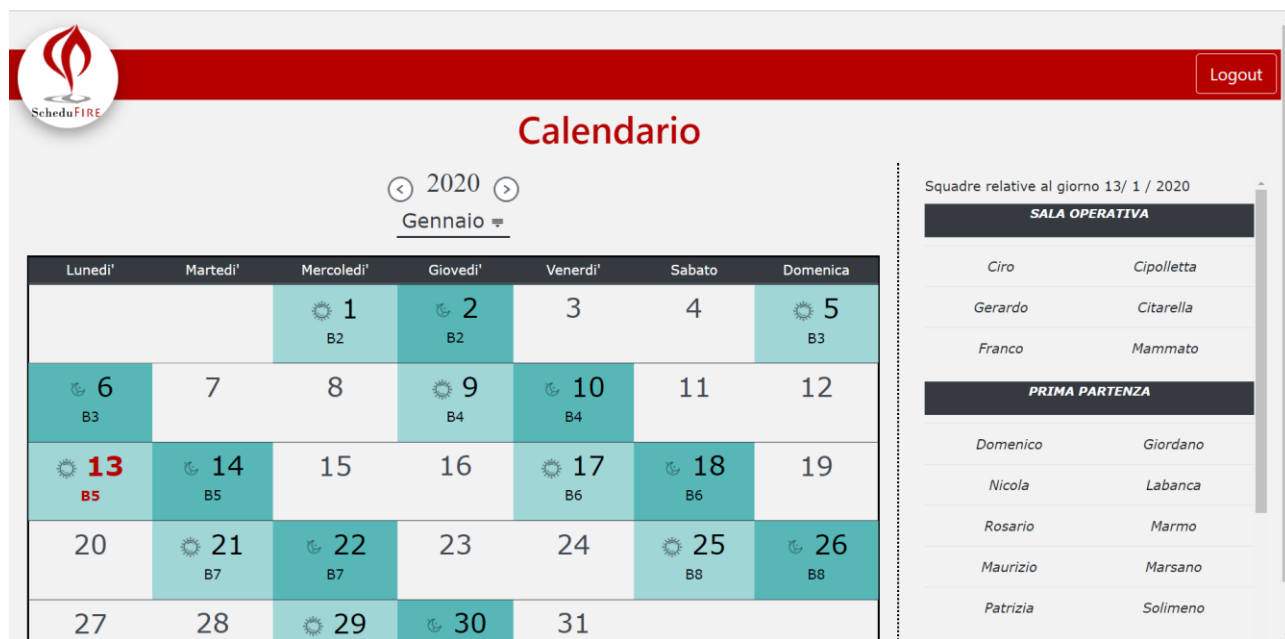 Logout
ScheduFIRE
Calendario
2020
Gennaio
Lunedi' Martedi' Mercoledi' Giovedi' Venerdi' Sabato Domenica
1 2 3 4 5
B2 B2 B3
6 7 8 9 10 11 12
B3 B4 B4
13 14 15 16 17 18 19
B5 B5 B6 B6
20 21 22 23 24 25 26
B7 B7 B8 B8
27 28 29 30 31
Squadre relative al giorno 13/ 1 / 2020
SALA OPERATIVA
Ciro Cipolletta
Gerardo Citarella
Franco Mammato
PRIMA PARTENZA
Domenico Giordano
Nicola Labanca
Rosario Marmo
Maurizio Marsano
Patrizia Solimeno